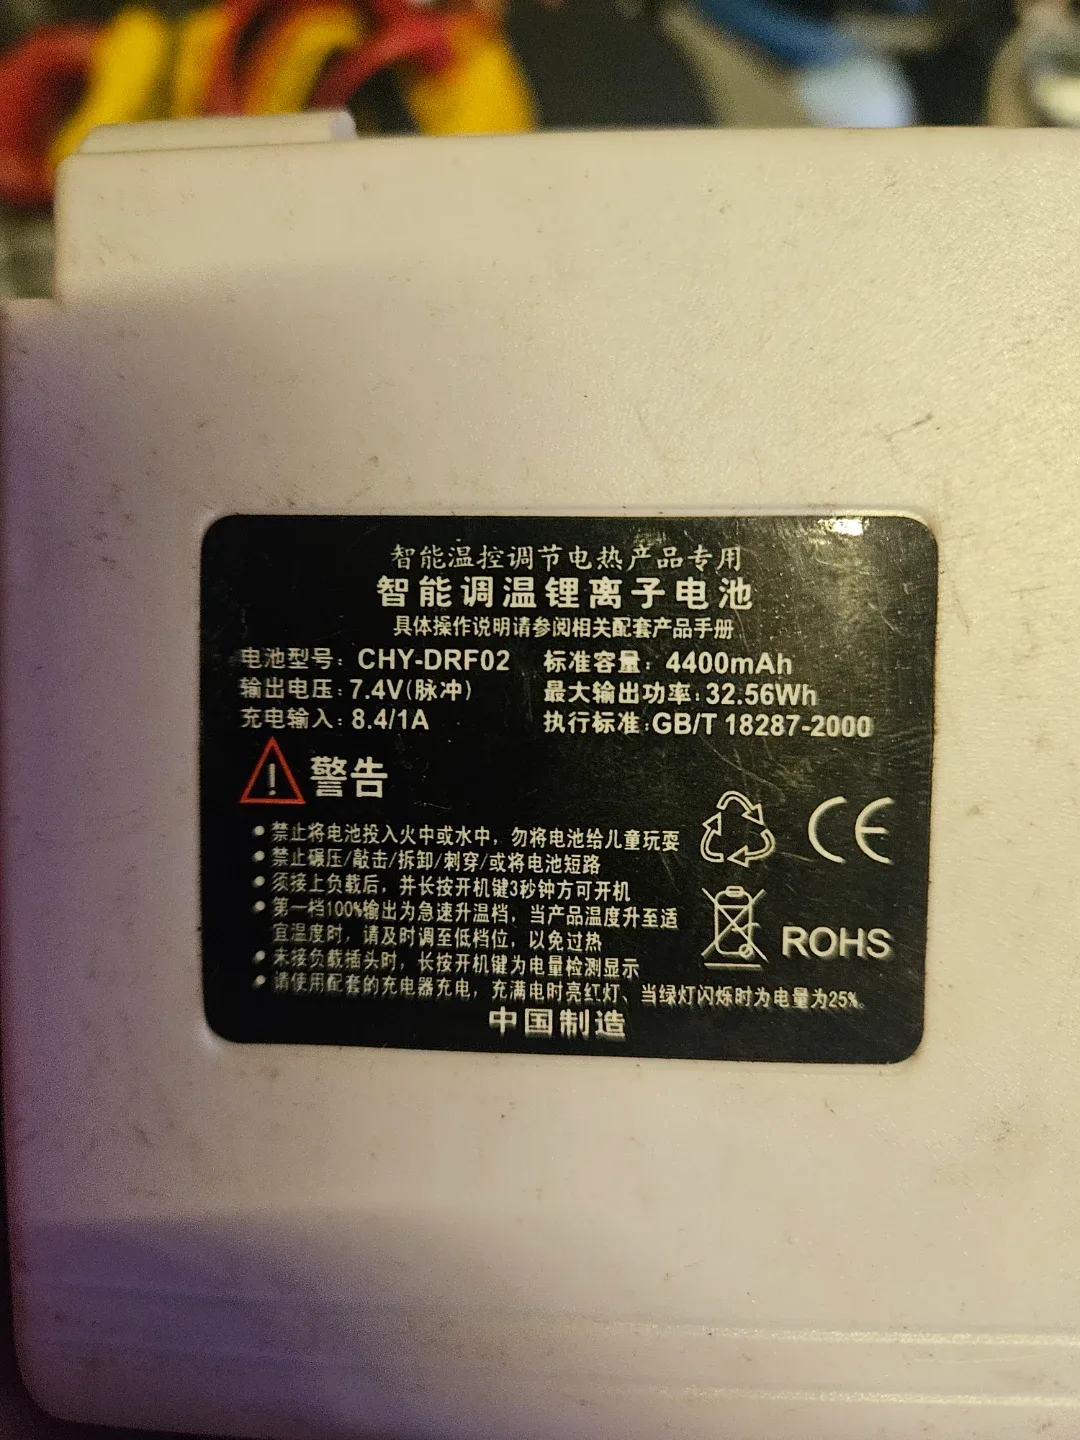 智能温控调节电热产品专用
智能调温锂离子电池
具体操作说明请参阅相关配套产品手册
电池型号：CHY-DRF02 标准容量：4400mAh
输出电压：7.4V(脉冲) 最大输出功率：32.56Wh
充电输入：8.4/1A 执行标准：GB/T 18287-2000
! 警告
●禁止将电池投入火中或水中，勿将电池给儿童玩耍
●禁止碾压/敲击/拆卸/刺穿/或将电池短路
●须接上负载后，并长按开机键3秒钟方可开机
●第一档100%输出为急速升温档，当产品温度升至适
宜温度时，请及时调至低档位，以免过热
●未接负载插头时，长按开机键为电量检测显示
●请使用配套的充电器充电，充满电时亮红灯、当绿灯闪烁时为电量为25%.
CE
ROHS
中国制造